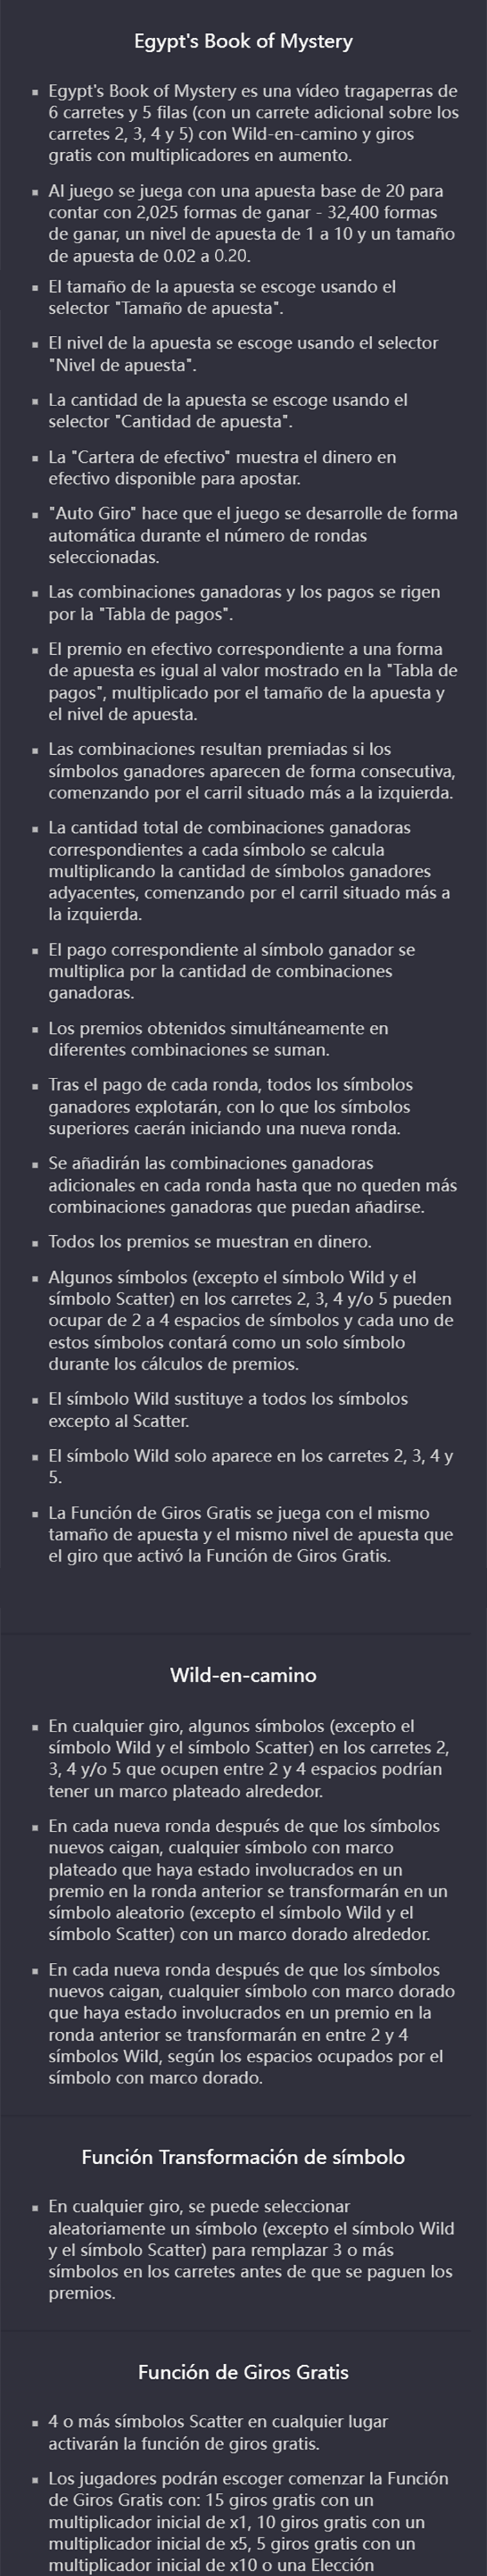 Egypt's Book of Mystery
▪ Egypt's Book of Mystery es una vídeo tragaperras de
6 carretes y 5 filas (con un carrete adicional sobre los
carretes 2, 3, 4 y 5) con Wild-en-camino y giros
gratis con multiplicadores en aumento.
▪ Al juego se juega con una apuesta base de 20 para
contar con 2,025 formas de ganar - 32,400 formas
de ganar, un nivel de apuesta de 1 a 10 y un tamaño
de apuesta de 0.02 a 0.20.
▪ El tamaño de la apuesta se escoge usando el
selector "Tamaño de apuesta".
▪ El nivel de la apuesta se escoge usando el selector
"Nivel de apuesta".
▪ La cantidad de la apuesta se escoge usando el
selector "Cantidad de apuesta".
▪ La "Cartera de efectivo" muestra el dinero en
efectivo disponible para apostar.
▪ "Auto Giro" hace que el juego se desarrolle de forma
automática durante el número de rondas
seleccionadas.
▪ Las combinaciones ganadoras y los pagos se rigen
por la "Tabla de pagos".
▪ El premio en efectivo correspondiente a una forma
de apuesta es igual al valor mostrado en la "Tabla de
pagos", multiplicado por el tamaño de la apuesta y
el nivel de apuesta.
▪ Las combinaciones resultan premiadas si los
símbolos ganadores aparecen de forma consecutiva,
comenzando por el carril situado más a la izquierda.
▪ La cantidad total de combinaciones ganadoras
correspondientes a cada símbolo se calcula
multiplicando la cantidad de símbolos ganadores
adyacentes, comenzando por el carril situado más a
la izquierda.
▪ El pago correspondiente al símbolo ganador se
multiplica por la cantidad de combinaciones
ganadoras.
▪ Los premios obtenidos simultáneamente en
diferentes combinaciones se suman.
▪ Tras el pago de cada ronda, todos los símbolos
ganadores explotarán, con lo que los símbolos
superiores caerán iniciando una nueva ronda.
▪ Se añadirán las combinaciones ganadoras
adicionales en cada ronda hasta que no queden más
combinaciones ganadoras que puedan añadirse.
▪ Todos los premios se muestran en dinero.
▪ Algunos símbolos (excepto el símbolo Wild y el
símbolo Scatter) en los carretes 2, 3, 4 y/o 5 pueden
ocupar de 2 a 4 espacios de símbolos y cada uno de
estos símbolos contará como un solo símbolo
durante los cálculos de premios.
▪ El símbolo Wild sustituye a todos los símbolos
excepto al Scatter.
▪ El símbolo Wild solo aparece en los carretes 2, 3, 4 y
5.
▪ La Función de Giros Gratis se juega con el mismo
tamaño de apuesta y el mismo nivel de apuesta que
el giro que activó la Función de Giros Gratis.
Wild-en-camino
▪ En cualquier giro, algunos símbolos (excepto el
símbolo Wild y el símbolo Scatter) en los carretes 2,
3, 4 y/o 5 que ocupen entre 2 y 4 espacios podrían
tener un marco plateado alrededor.
▪ En cada nueva ronda después de que los símbolos
nuevos caigan, cualquier símbolo con marco
plateado que haya estado involucrados en un
premio en la ronda anterior se transformarán en un
símbolo aleatorio (excepto el símbolo Wild y el
símbolo Scatter) con un marco dorado alrededor.
▪ En cada nueva ronda después de que los símbolos
nuevos caigan, cualquier símbolo con marco dorado
que haya estado involucrados en un premio en la
ronda anterior se transformarán en entre 2 y 4
símbolos Wild, según los espacios ocupados por el
símbolo con marco dorado.
Función Transformación de símbolo
▪ En cualquier giro, se puede seleccionar
aleatoriamente un símbolo (excepto el símbolo Wild
y el símbolo Scatter) para remplazar 3 o más
símbolos en los carretes antes de que se paguen los
premios.
Función de Giros Gratis
▪ 4 o más símbolos Scatter en cualquier lugar
activarán la función de giros gratis.
▪ Los jugadores podrán escoger comenzar la Función
de Giros Gratis con: 15 giros gratis con un
multiplicador inicial de x1, 10 giros gratis con un
multiplicador inicial de x5, 5 giros gratis con un
multiplicador inicial de x10 o una Elección